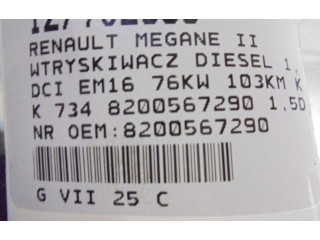 RENAULT MEGANE II
WTRYSKIWACZ DIESEL 1,
DCI EM16 76KW 103KM K
K 734 8200567290 1,5D
NR OEM:8200567290
G VII 25 C